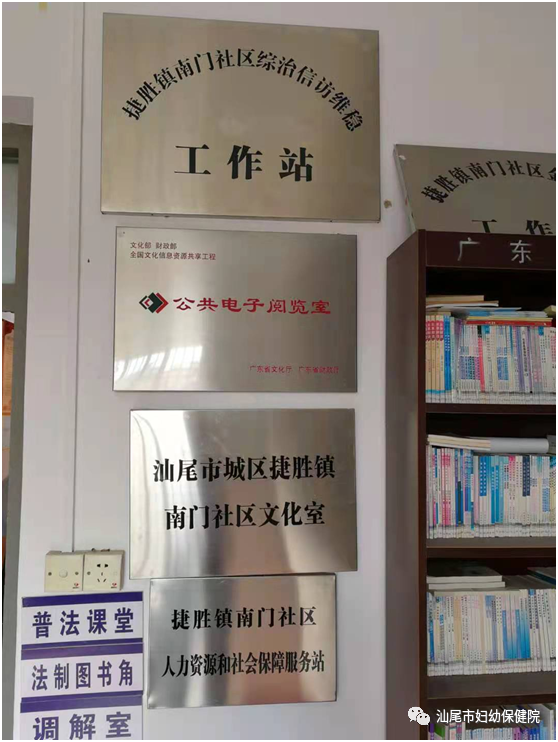 捷胜镇南门社区综治信访维稳
工作站
文化部 财政部
全国文化信息资源共享工程
公共电子阅览室
广东省文化厅 广东省财政厅
汕尾市城区捷胜镇
南门社区文化室
捷胜镇南门社区
人力资源和社会保障服务站
普法课堂
法制图书角
调解室
捷胜镇南门社区
工作
广东
汕尾市妇幼保健院